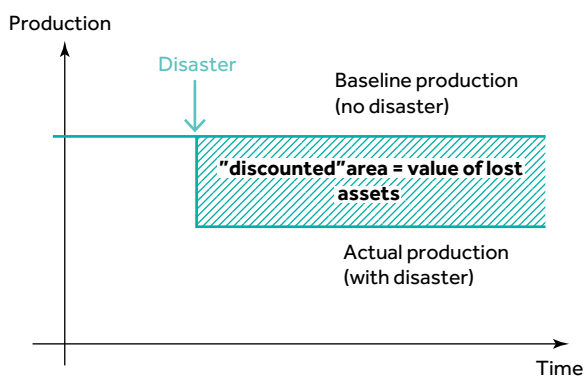 Production
Disaster
Baseline production
(no disaster)
”discounted”area = value of lost
assets
Actual production
(with disaster)
Time